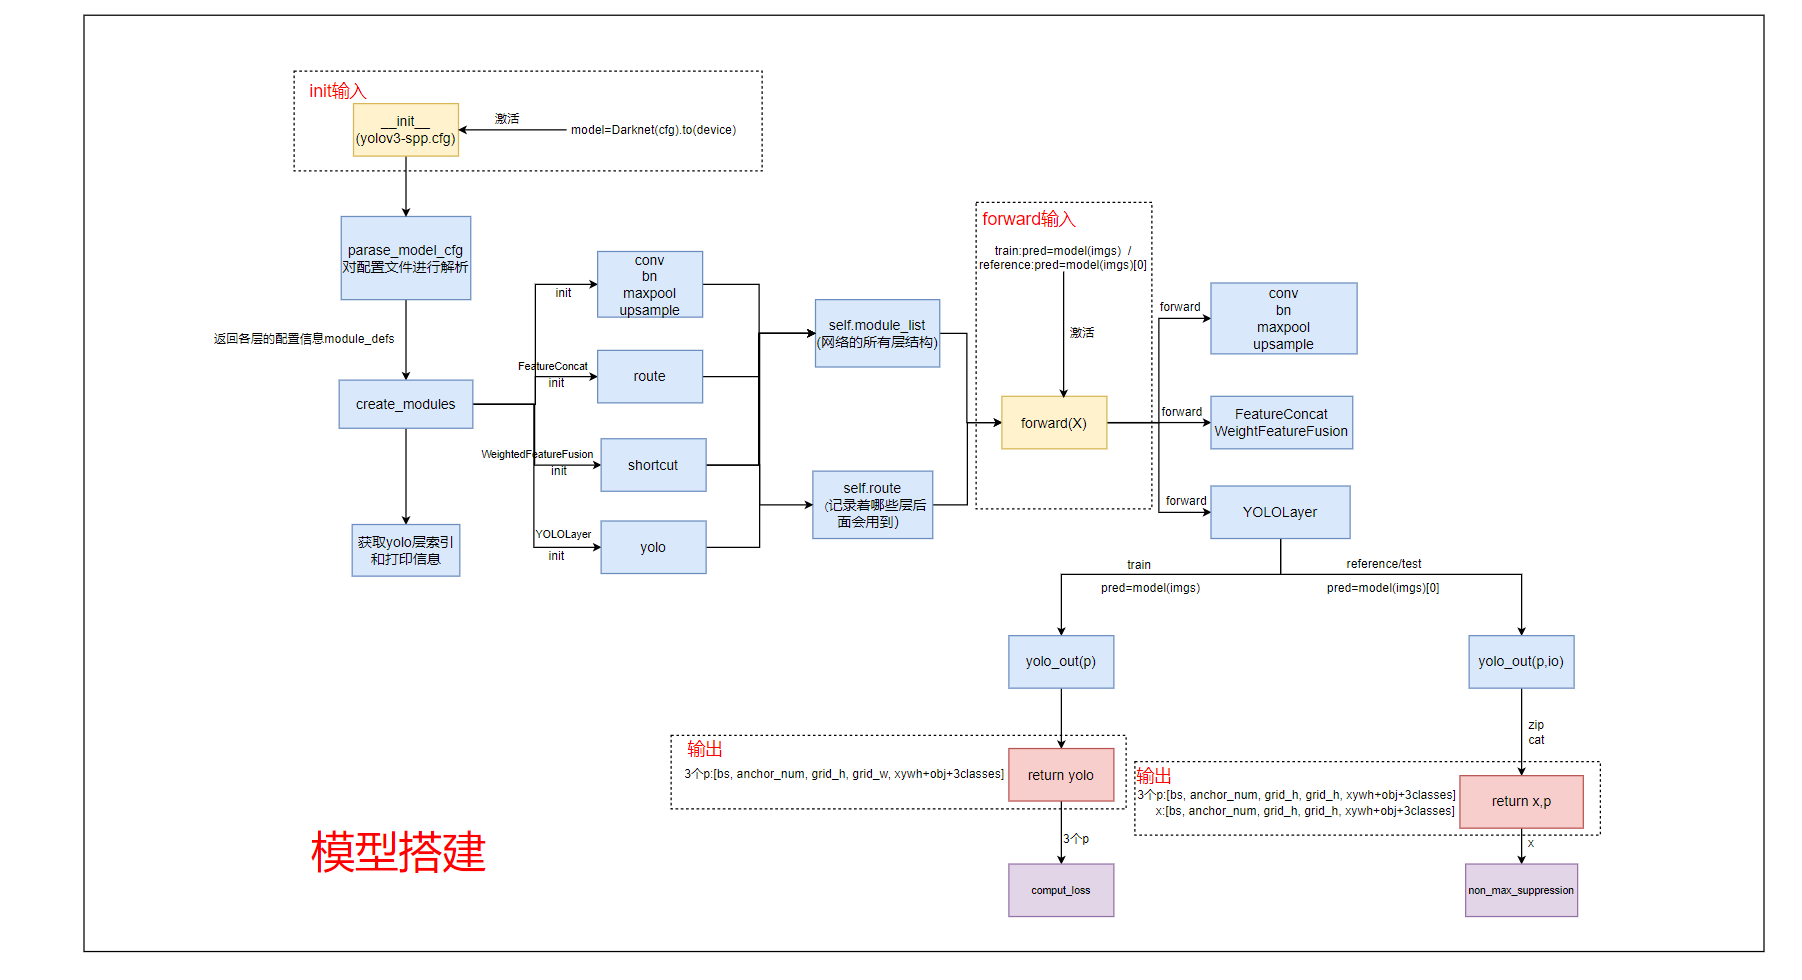 init输入
__init__
(yolov3-spp.cfg)
激活
model=Darknet(cfg).to(device)
parase_model_cfg
对配置文件进行解析
返回各层的配置信息module_defs
create_modules
获取yolo层索引
和打印信息
init
conv
bn
maxpool
upsample
FeatureConcat
init
route
WeightedFeatureFusion
init
shortcut
YOLOLayer
init
yolo
self.module_list
(网络的所有层结构)
self.route
(记录着哪些层后
面会用到)
forward输入
train:pred=model(imgs) /
reference:pred=model(imgs)[0]
激活
forward(X)
forward
conv
bn
maxpool
upsample
forward
FeatureConcat
WeightFeatureFusion
forward
YOLOLayer
train
pred=model(imgs)
reference/test
pred=model(imgs)[0]
yolo_out(p)
yolo_out(p,io)
zip
cat
输出
3个p:[bs, anchor_num, grid_h, grid_w, xywh+obj+3classes]
return yolo
3个p
comput_loss
输出
3个p:[bs, anchor_num, grid_h, grid_h, xywh+obj+3classes]
x:[bs, anchor_num, grid_h, grid_h, xywh+obj+3classes]
return x,p
x
non_max_suppression
模型搭建